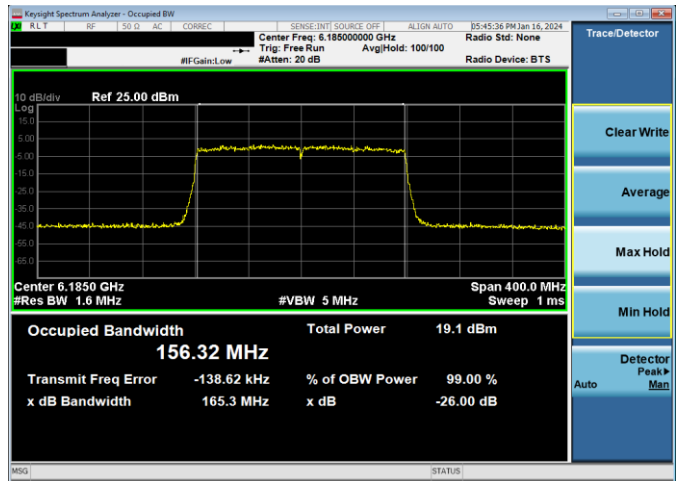 Keysight Spectrum Analyzer - Occupied BW
RLT RF 50 Ω AC CORREC SENSE:INT SOURCE OFF ALIGN AUTO 05:45:36 PM Jan 16, 2024
Center Freq: 6.185000000 GHz Radio Std: None
Trig: Free Run Avg|Hold: 100/100
#IFGain:Low #Atten: 20 dB Radio Device: BTS
Trace/Detector
10 dB/div Ref 25.00 dBm
Log
15.0
5.00
-5.00
-15.0
-25.0
-35.0
-45.0
-55.0
-65.0
Center 6.1850 GHz Span 400.0 MHz
#Res BW 1.6 MHz #VBW 5 MHz Sweep 1 ms
Occupied Bandwidth Total Power 19.1 dBm
156.32 MHz
Transmit Freq Error -138.62 kHz % of OBW Power 99.00 %
x dB Bandwidth 165.3 MHz x dB -26.00 dB
Clear Write
Average
Max Hold
Min Hold
Detector
Peak▶
Auto Man
MSG STATUS